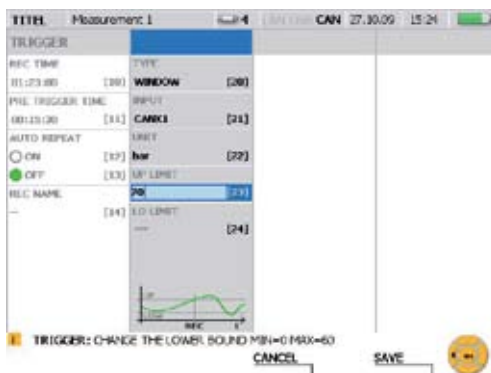 TITEL Measurement 1 4 CAN 27.10.09 15:24
TRIGGER
REC TIME
01:23:00 [10]
PRE TRIGGER TIME
[11]
AUTO REPEAT
ON [12]
OFF [13]
REC NAME
--- [14]
TYPE
WINDOW [20]
INPUT
CANX1 [21]
UNIT
bar [22]
UP LIMIT
70 [23]
LO LIMIT
--- [24]
REC
TRIGGER: CHANGE THE LOWER BOUND MIN=0 MAX=60
CANCEL SAVE